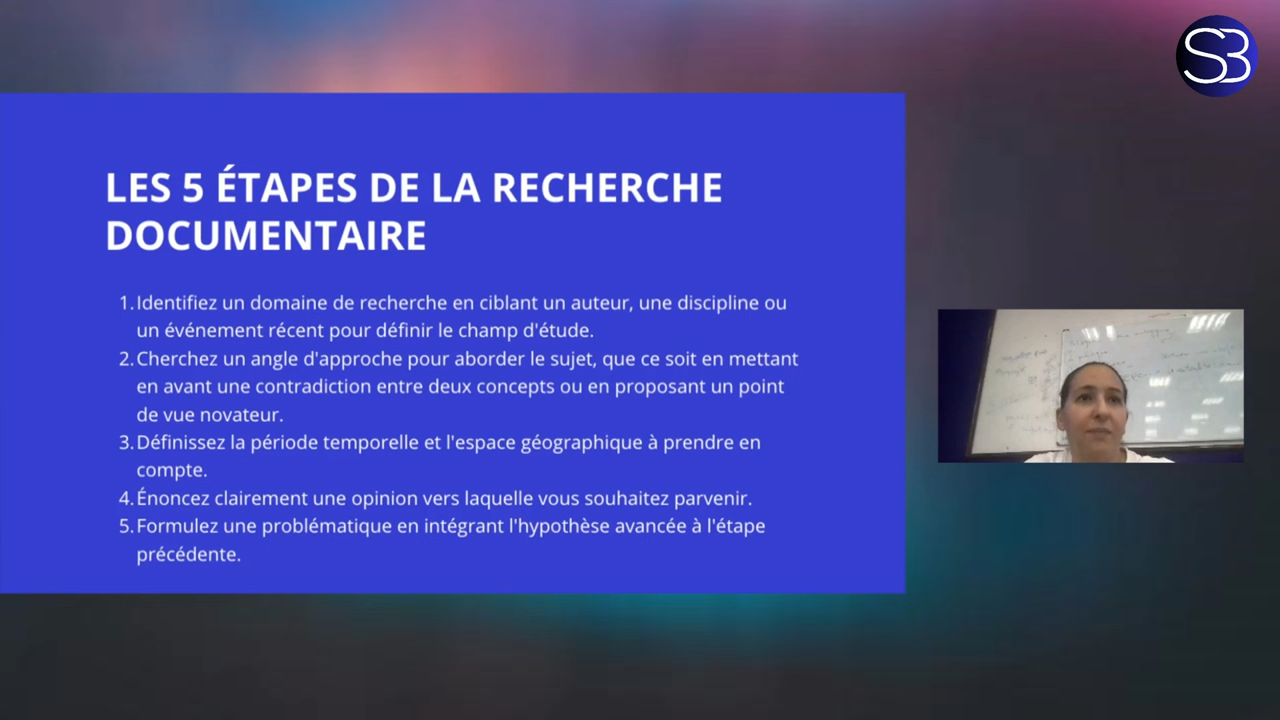 SB
LES 5 ÉTAPES DE LA RECHERCHE
DOCUMENTAIRE
1. Identifiez un domaine de recherche en ciblant un auteur, une discipline ou
un événement récent pour définir le champ d'étude.
2. Cherchez un angle d'approche pour aborder le sujet, que ce soit en mettant
en avant une contradiction entre deux concepts ou en proposant un point
de vue novateur.
3. Définissez la période temporelle et l'espace géographique à prendre en
compte.
4. Énoncez clairement une opinion vers laquelle vous souhaitez parvenir.
5. Formulez une problématique en intégrant l'hypothèse avancée à l'étape
précédente.